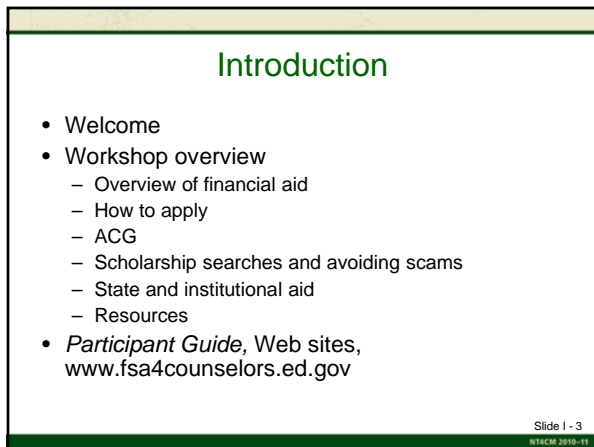 Introduction
• Welcome
• Workshop overview
– Overview of financial aid
– How to apply
– ACG
– Scholarship searches and avoiding scams
– State and institutional aid
– Resources
• Participant Guide, Web sites,
www.fsa4counselors.ed.gov
Slide I - 3
NT4CM 2010–11